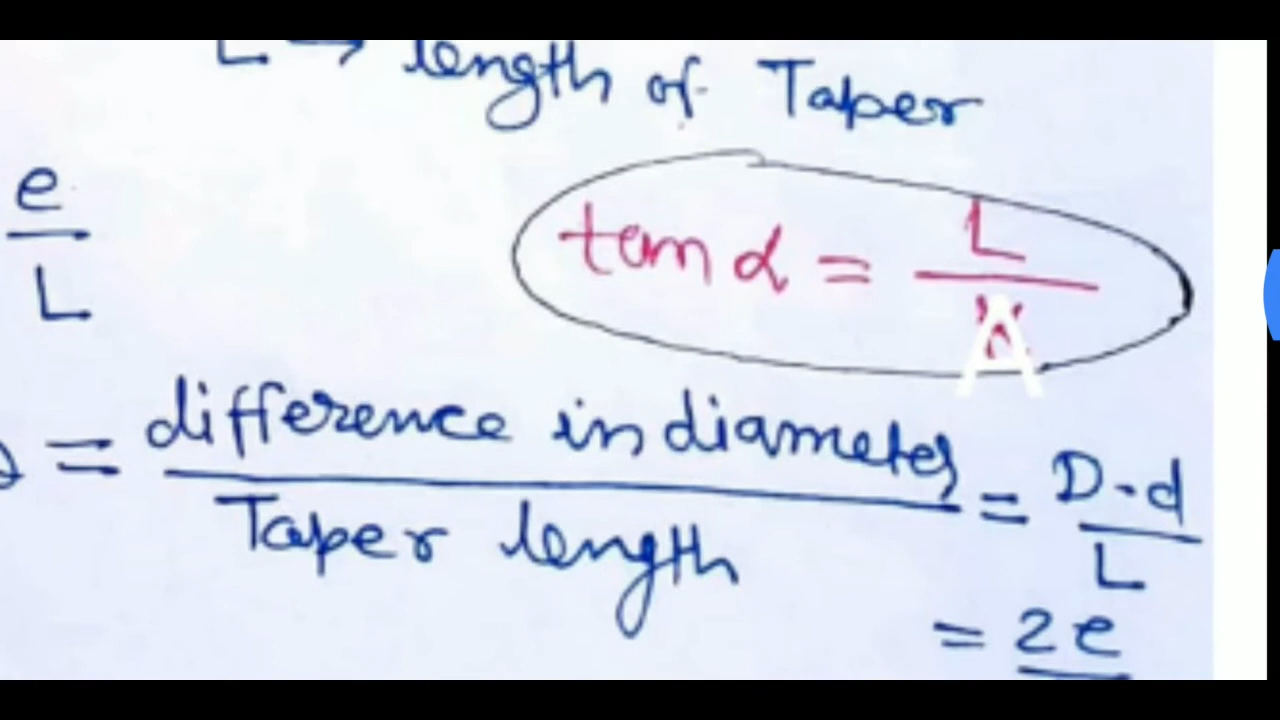 L → length of Taper
e
L
tan α = L
= difference in diameter = D-d
Taper length L
= 2e